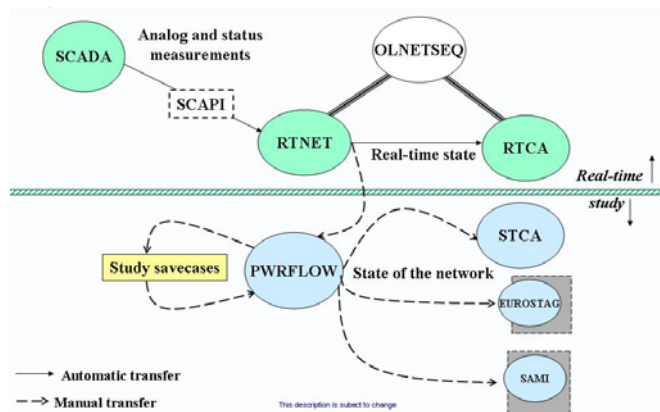 SCADA
Analog and status
measurements
OLNETSEQ
SCAPI
RTNET
Real-time state
RTCA
Real-time
study
STCA
Study savecases
PWRFLOW
State of the network
EUROSTAG
SAMI
Automatic transfer
Manual transfer
This description is subect to change